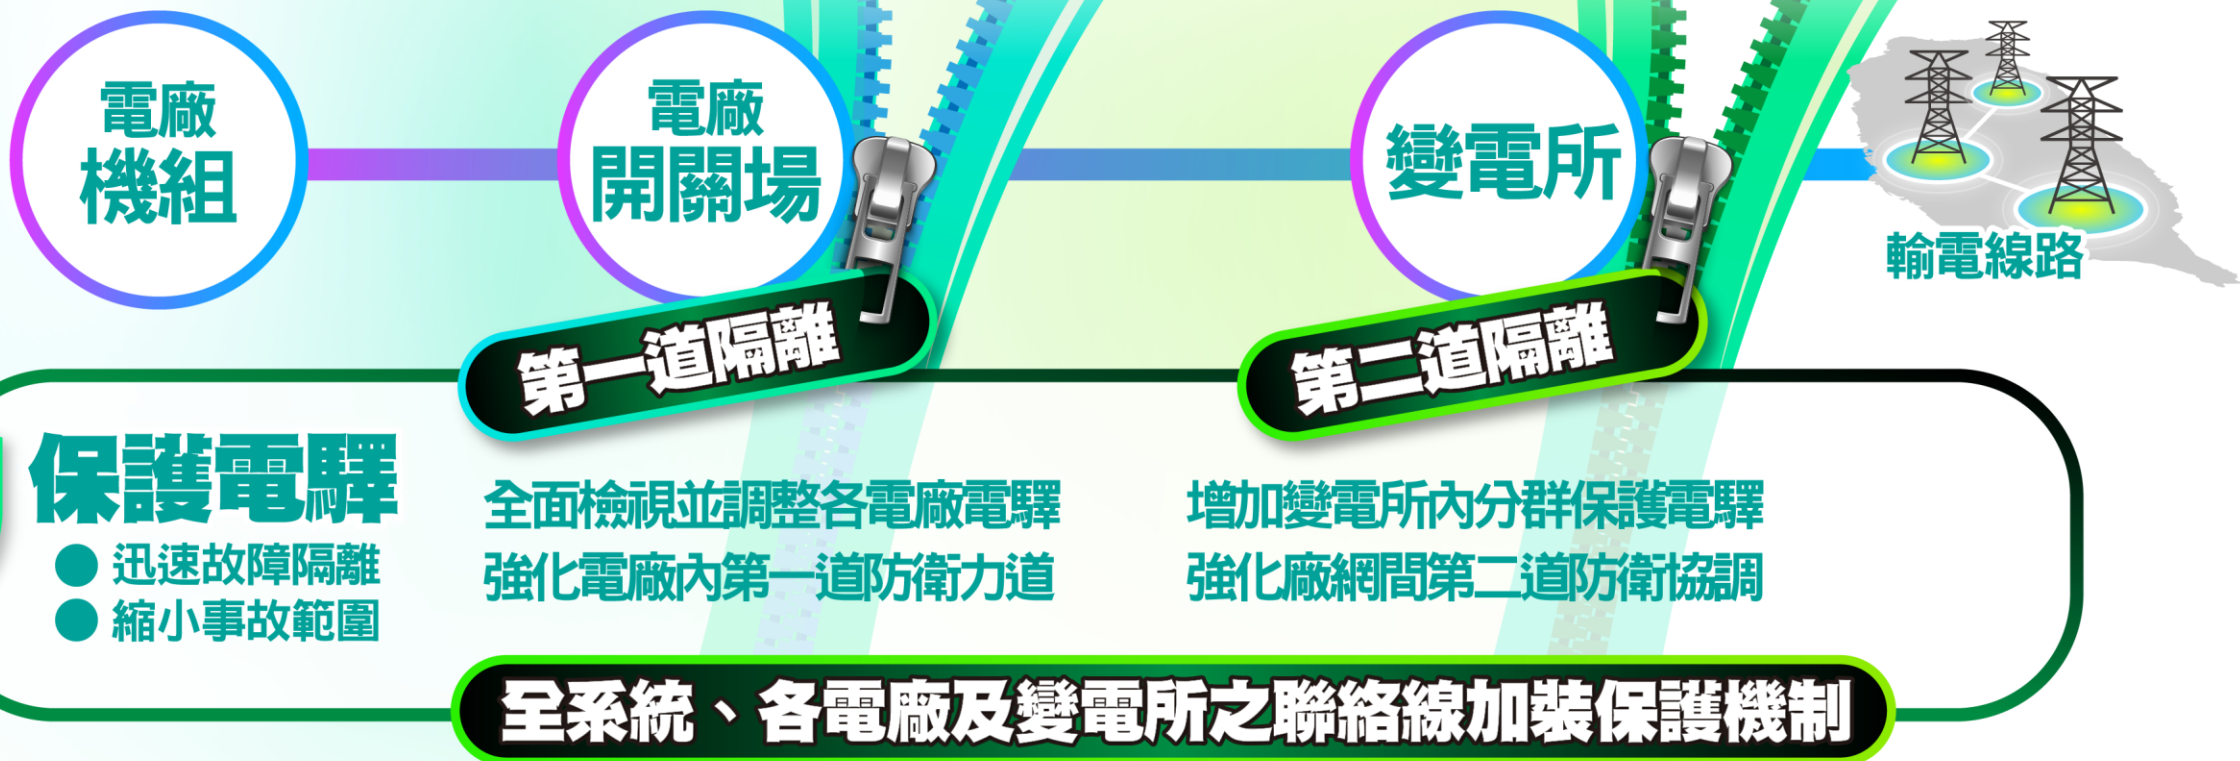 電廠
機組
電廠
開關場
變電所
輸電線路
第一道隔離
第二道隔離
保護電驛
● 迅速故障隔離
● 縮小事故範圍
全面檢視並調整各電廠電驛
強化電廠內第一道防衛力道
增加變電所內分群保護電驛
強化廠網間第二道防衛協調
全系統、各電廠及變電所之聯絡線加裝保護機制